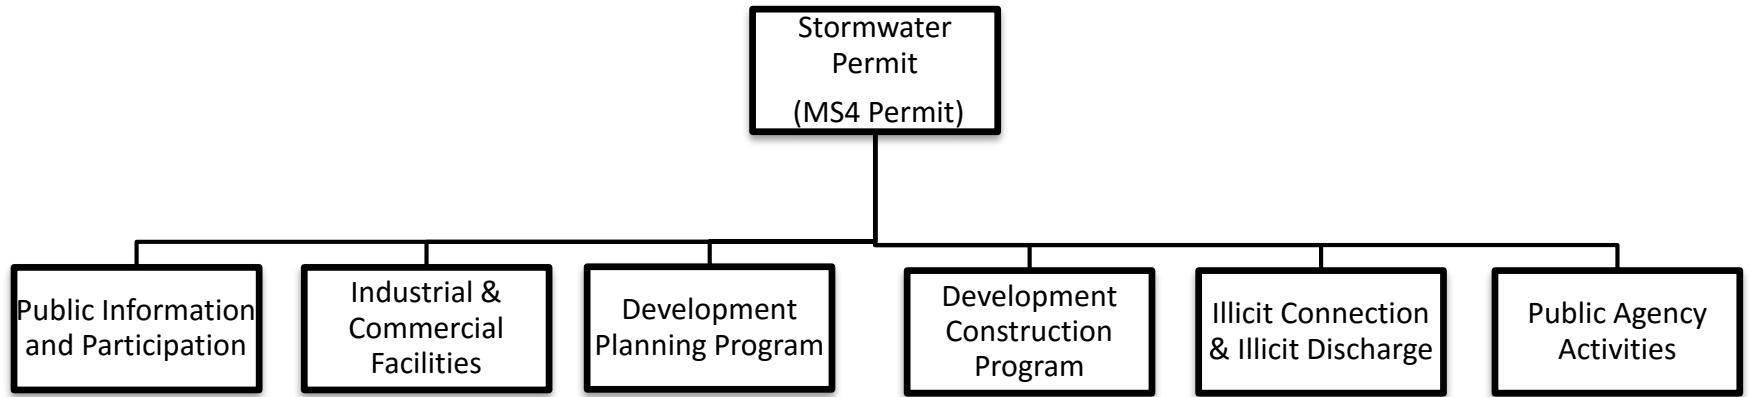 Stormwater
Permit
(MS4 Permit)
Public Information
and Participation
Industrial &
Commercial
Facilities
Development
Planning Program
Development
Construction
Program
Illicit Connection
& Illicit Discharge
Public Agency
Activities